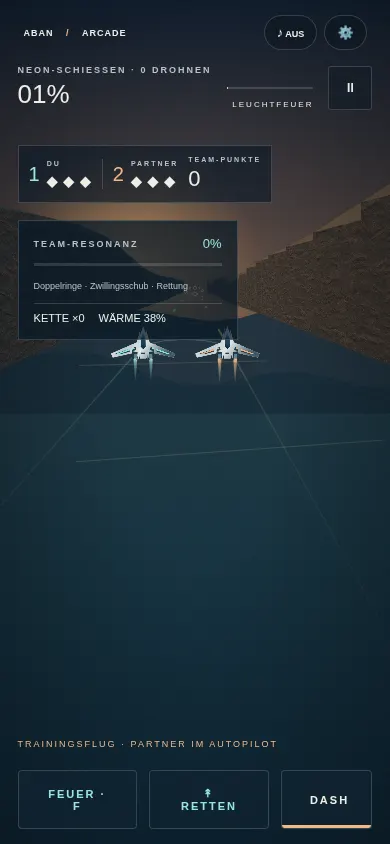 ABAN / ARCADE
♪ AUS
NEON-SCHIESSEN · 0 DROHNEN
01%
LEUCHTFEUER
II
1 DU ◆ ◆ ◆
2 PARTNER ◆ ◆ ◆
TEAM-PUNKTE
0
TEAM-RESONANZ 0%
Doppelringe · Zwillingsschub · Rettung
KETTE ×0 WÄRME 38%
TRAININGSFLUG · PARTNER IM AUTOPILOT
FEUER ·
F
↟
RETTEN
DASH